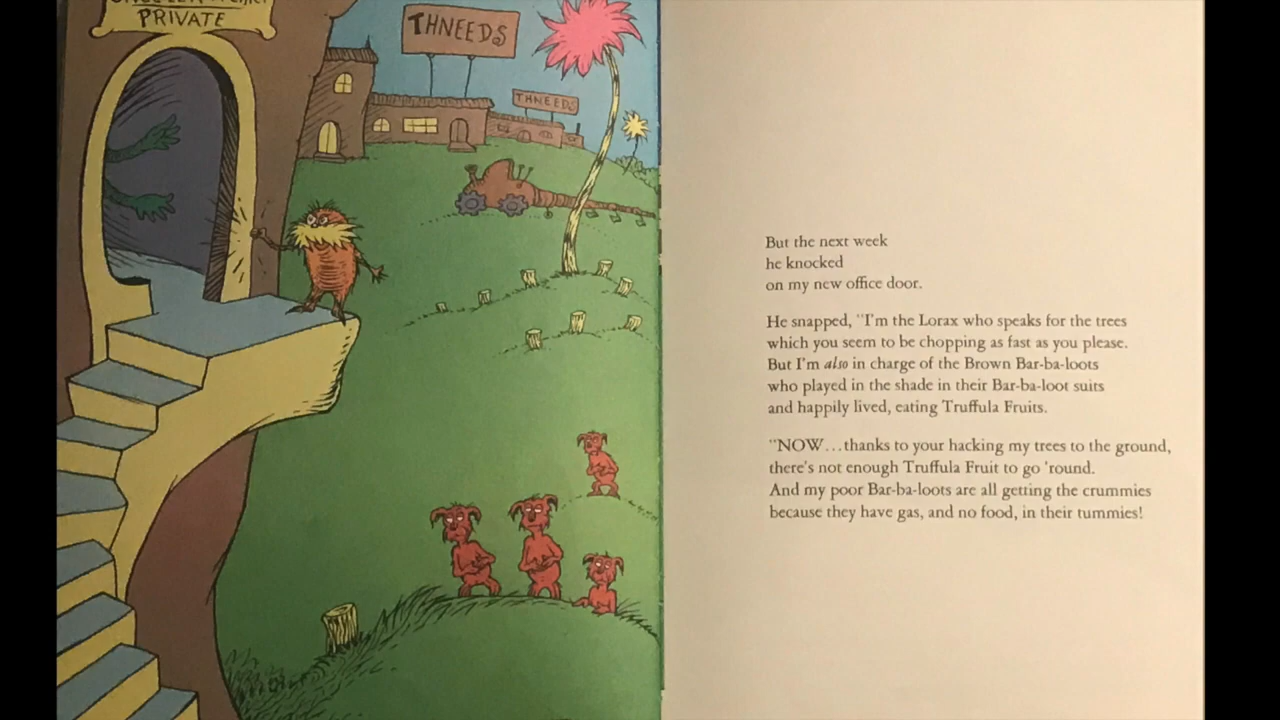 PRIVATE
THNEEDS
THNEEDS
But the next week
he knocked
on my new office door.
He snapped, "I'm the Lorax who speaks for the trees
which you seem to be chopping as fast as you please.
But I'm also in charge of the Brown Bar-ba-loots
who played in the shade in their Bar-ba-loot suits
and happily lived, eating Truffula Fruits.
"NOW...thanks to your hacking my trees to the ground,
there's not enough Truffula Fruit to go 'round.
And my poor Bar-ba-loots are all getting the crummies
because they have gas, and no food, in their tummies!